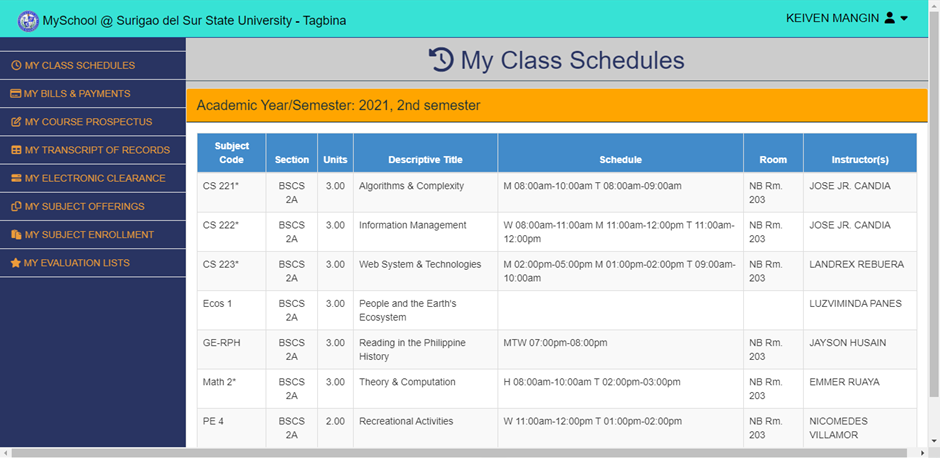 MySchool @ Surigao del Sur State University - Tagbina
KEIVEN MANGIN
MY CLASS SCHEDULES
MY BILLS & PAYMENTS
MY COURSE PROSPECTUS
MY TRANSCRIPT OF RECORDS
MY ELECTRONIC CLEARANCE
MY SUBJECT OFFERINGS
MY SUBJECT ENROLLMENT
MY EVALUATION LISTS
My Class Schedules
Academic Year/Semester: 2021, 2nd semester
Subject Code Section Units Descriptive Title Schedule Room Instructor(s)
CS 221* BSCS 2A 3.00 Algorithms & Complexity M 08:00am-10:00am T 08:00am-09:00am NB Rm. 203 JOSE JR. CANDIA
CS 222* BSCS 2A 3.00 Information Management W 08:00am-11:00am M 11:00am-12:00pm T 11:00am-12:00pm NB Rm. 203 JOSE JR. CANDIA
CS 223* BSCS 2A 3.00 Web System & Technologies M 02:00pm-05:00pm M 01:00pm-02:00pm T 09:00am-10:00am NB Rm. 203 LANDREX REBUERA
Ecos 1 BSCS 2A 3.00 People and the Earth's Ecosystem LUZVIMINDA PANES
GE-RPH BSCS 2A 3.00 Reading in the Philippine History MTW 07:00pm-08:00pm NB Rm. 203 JAYSON HUSAIN
Math 2* BSCS 2A 3.00 Theory & Computation H 08:00am-10:00am T 02:00pm-03:00pm NB Rm. 203 EMMER RUAYA
PE 4 BSCS 2A 2.00 Recreational Activities W 11:00am-12:00pm T 01:00pm-02:00pm NB Rm. 203 NICOMEDES VILLAMOR